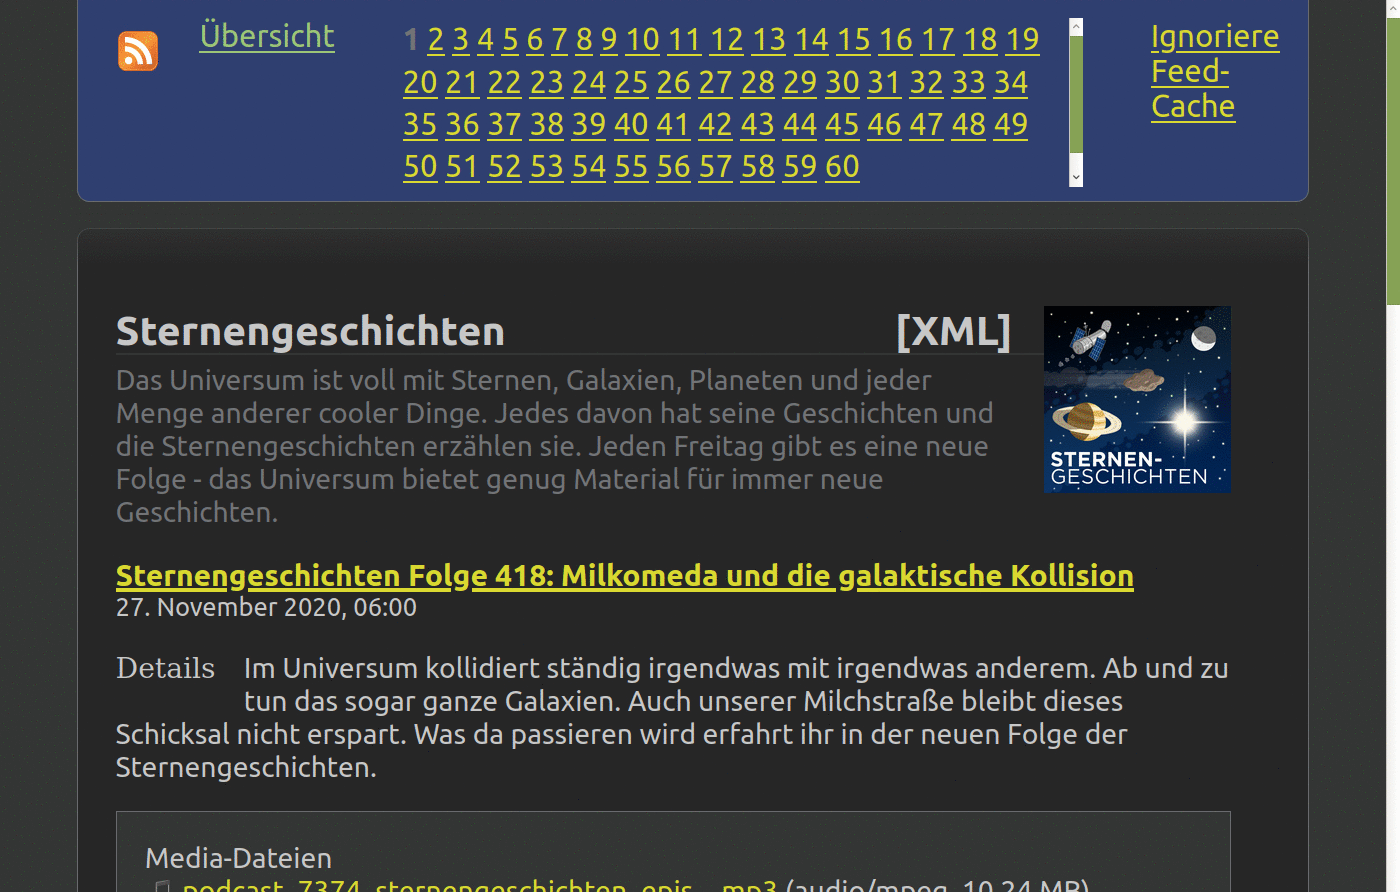 Übersicht
1 2 3 4 5 6 7 8 9 10 11 12 13 14 15 16 17 18 19
20 21 22 23 24 25 26 27 28 29 30 31 32 33 34
35 36 37 38 39 40 41 42 43 44 45 46 47 48 49
50 51 52 53 54 55 56 57 58 59 60
Ignoriere
Feed-
Cache
Sternengeschichten [XML]
Das Universum ist voll mit Sternen, Galaxien, Planeten und jeder
Menge anderer cooler Dinge. Jedes davon hat seine Geschichten und
die Sternengeschichten erzählen sie. Jeden Freitag gibt es eine neue
Folge - das Universum bietet genug Material für immer neue
Geschichten.
STERNEN-
GESCHICHTEN
Sternengeschichten Folge 418: Milkomeda und die galaktische Kollision
27. November 2020, 06:00
Details Im Universum kollidiert ständig irgendwas mit irgendwas anderem. Ab und zu
tun das sogar ganze Galaxien. Auch unserer Milchstraße bleibt dieses
Schicksal nicht erspart. Was da passieren wird erfahrt ihr in der neuen Folge der
Sternengeschichten.
Media-Dateien
podcast_7374_sternengeschichten_epis...mp3 (audio/mpeg, 10.24 MB)